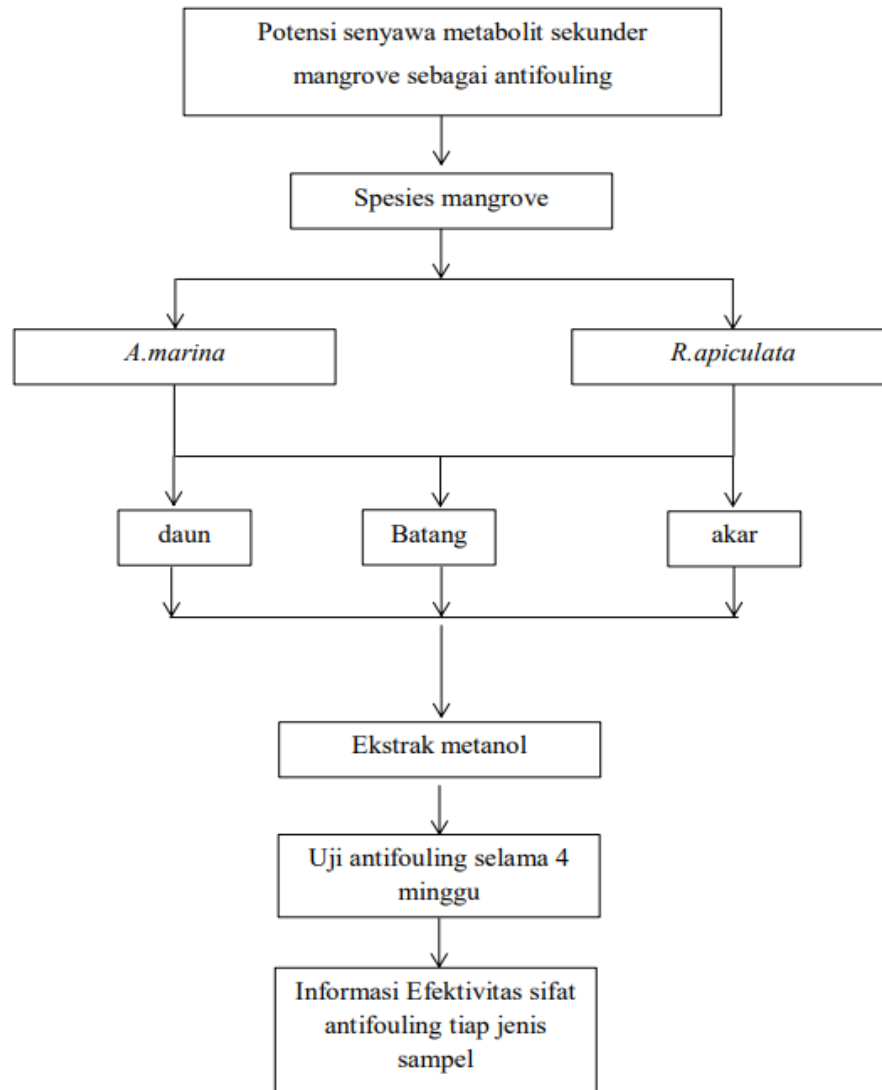 Potensi senyawa metabolit sekunder
mangrove sebagai antifouling
Spesies mangrove
A.marina
R.apiculata
daun
Batang
akar
Ekstrak metanol
Uji antifouling selama 4
minggu
Informasi Efektivitas sifat
antifouling tiap jenis
sampel